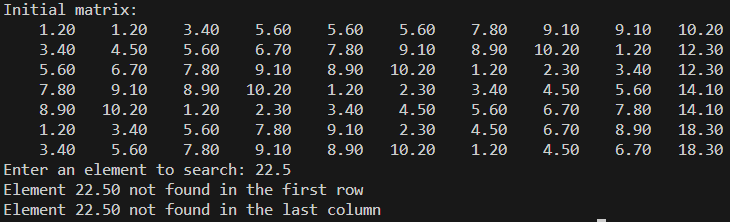 Initial matrix:
1.20 1.20 3.40 5.60 5.60 5.60 7.80 9.10 9.10 10.20
3.40 4.50 5.60 6.70 7.80 9.10 8.90 10.20 1.20 12.30
5.60 6.70 7.80 9.10 8.90 10.20 1.20 2.30 3.40 12.30
7.80 9.10 8.90 10.20 1.20 2.30 3.40 4.50 5.60 14.10
8.90 10.20 1.20 2.30 3.40 4.50 5.60 6.70 7.80 14.10
1.20 3.40 5.60 7.80 9.10 2.30 4.50 6.70 8.90 18.30
3.40 5.60 7.80 9.10 8.90 10.20 1.20 4.50 6.70 18.30
Enter an element to search: 22.5
Element 22.50 not found in the first row
Element 22.50 not found in the last column